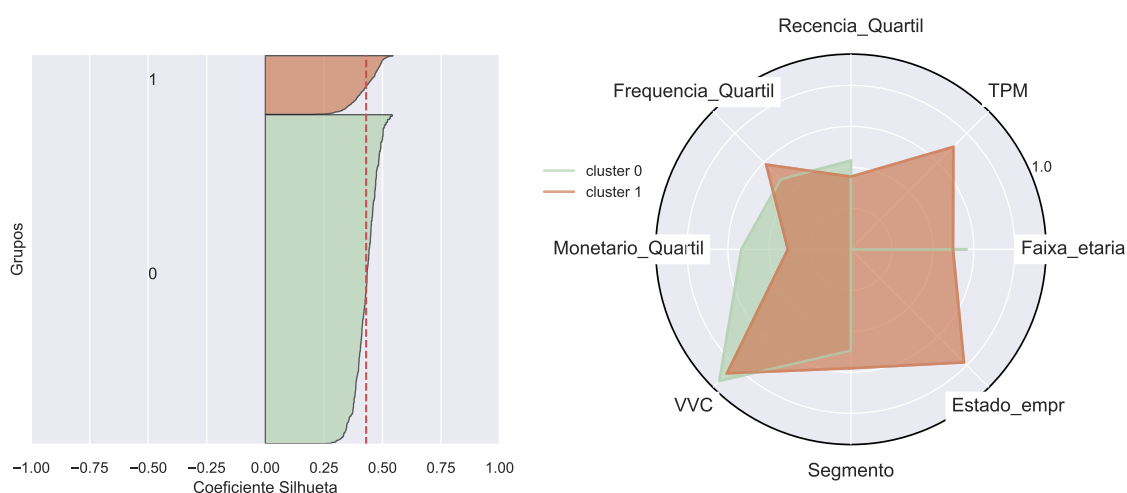 1
0
Grupos
−1.00 −0.75 −0.50 −0.25 0.00 0.25 0.50 0.75 1.00
Coeficiente Silhueta
Recencia_Quartil
Frequencia_Quartil
TPM
1.0
cluster 0
cluster 1
Monetario_Quartil
Faixa_etaria
VVC
Estado_empr
Segmento